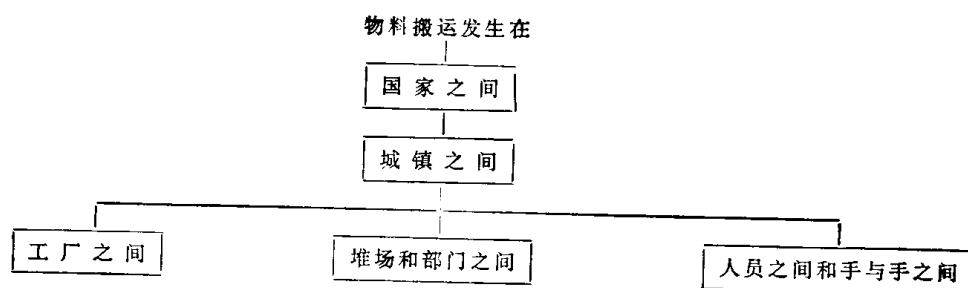 物料搬运发生在
国家之间
城镇之间
工厂之间
堆场和部门之间
人员之间和手与手之间